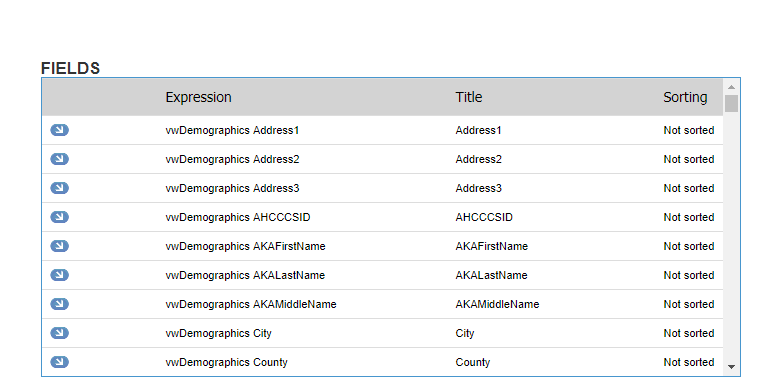 FIELDS
Expression Title Sorting
vwDemographics Address1 Address1 Not sorted
vwDemographics Address2 Address2 Not sorted
vwDemographics Address3 Address3 Not sorted
vwDemographics AHCCCSID AHCCCSID Not sorted
vwDemographics AKAFirstName AKAFirstName Not sorted
vwDemographics AKALastName AKALastName Not sorted
vwDemographics AKAMiddleName AKAMiddleName Not sorted
vwDemographics City City Not sorted
vwDemographics County County Not sorted